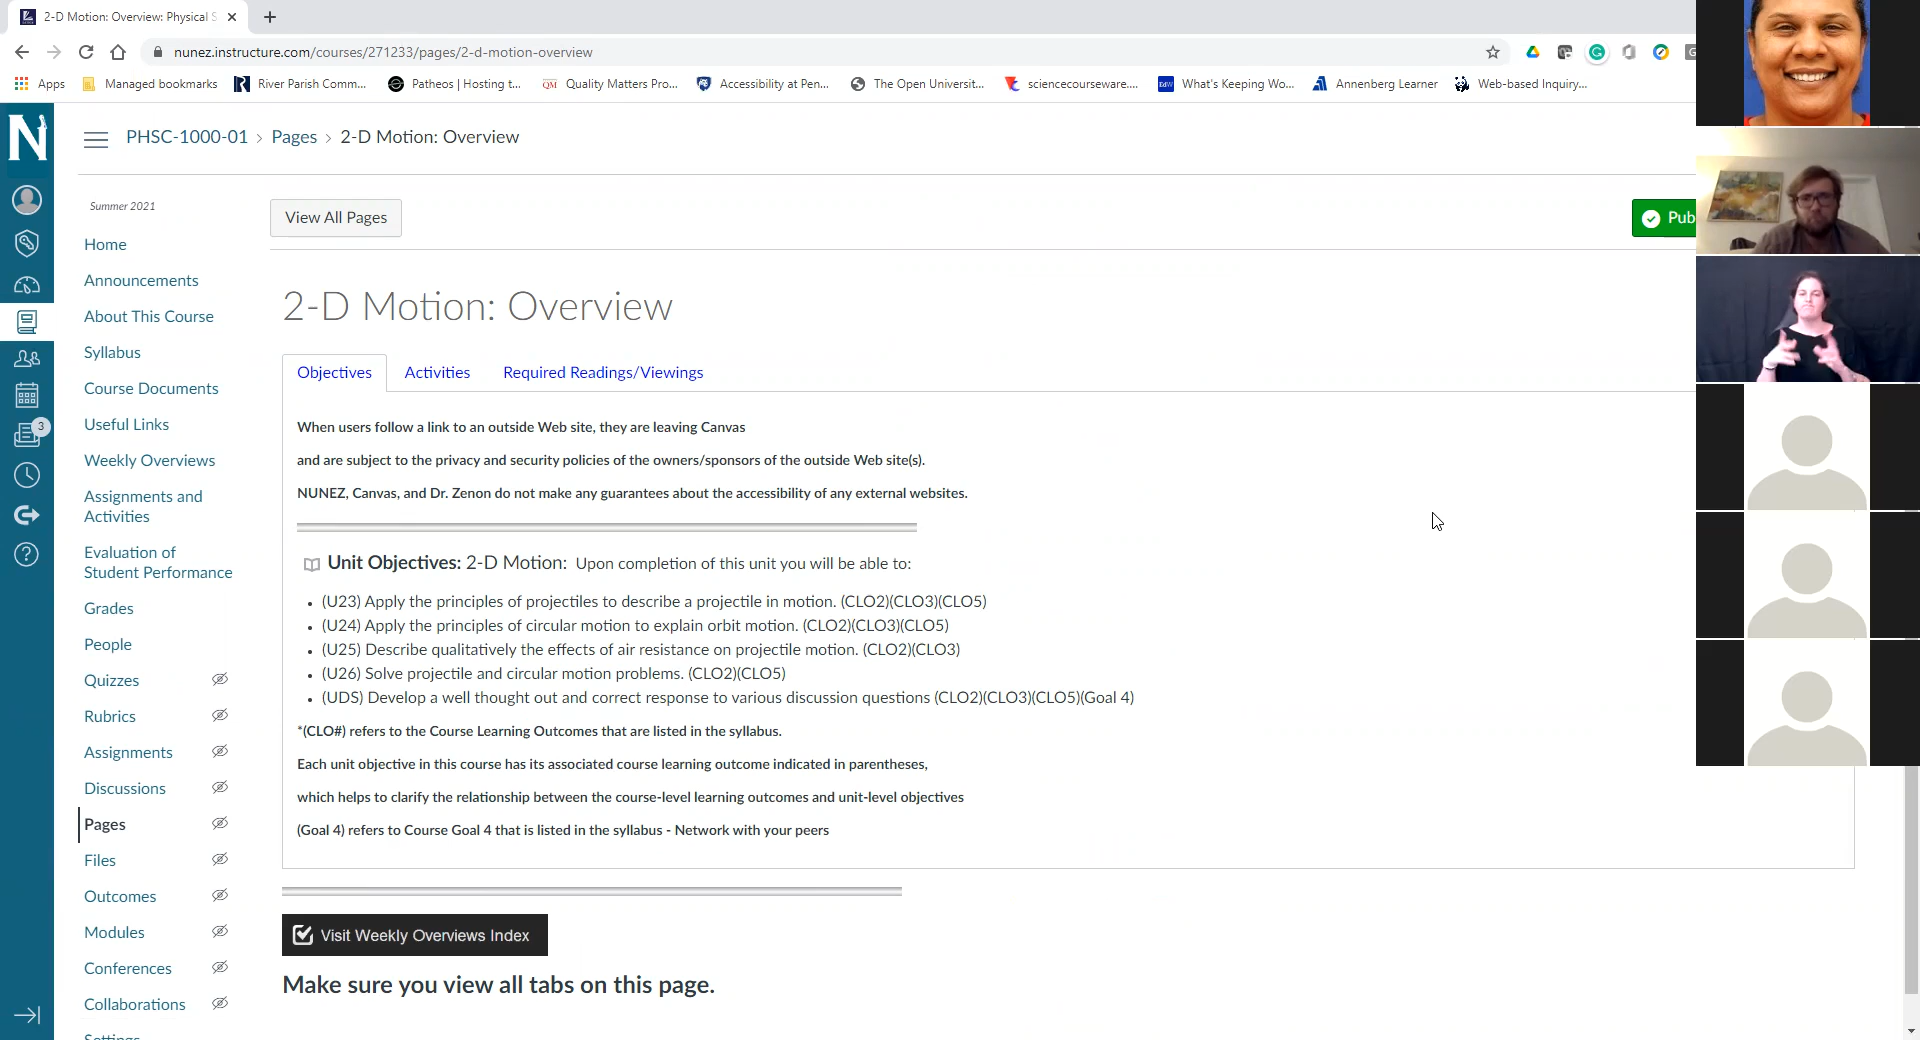 2-D Motion: Overview: Physical S
nunez.instructure.com/courses/271233/pages/2-d-motion-overview
Apps
Managed bookmarks
River Parish Comm...
Patheos | Hosting t...
QM
Quality Matters Pro...
Accessibility at Pen...
The Open Universit...
sciencecourseware....
EdW
What's Keeping Wo...
Annenberg Learner
Web-based Inquiry...
N
PHSC-1000-01 › Pages › 2-D Motion: Overview
Summer 2021
Home
Announcements
About This Course
Syllabus
Course Documents
Useful Links
Weekly Overviews
Assignments and
Activities
Evaluation of
Student Performance
Grades
People
Quizzes
Rubrics
Assignments
Discussions
Pages
Files
Outcomes
Modules
Conferences
Collaborations
Settings
3
View All Pages
Pub
2-D Motion: Overview
Objectives
Activities
Required Readings/Viewings
When users follow a link to an outside Web site, they are leaving Canvas
and are subject to the privacy and security policies of the owners/sponsors of the outside Web site(s).
NUNEZ, Canvas, and Dr. Zenon do not make any guarantees about the accessibility of any external websites.
Unit Objectives: 2-D Motion: Upon completion of this unit you will be able to:
• (U23) Apply the principles of projectiles to describe a projectile in motion. (CLO2)(CLO3)(CLO5)
• (U24) Apply the principles of circular motion to explain orbit motion. (CLO2)(CLO3)(CLO5)
• (U25) Describe qualitatively the effects of air resistance on projectile motion. (CLO2)(CLO3)
• (U26) Solve projectile and circular motion problems. (CLO2)(CLO5)
• (UDS) Develop a well thought out and correct response to various discussion questions (CLO2)(CLO3)(CLO5)(Goal 4)
*(CLO#) refers to the Course Learning Outcomes that are listed in the syllabus.
Each unit objective in this course has its associated course learning outcome indicated in parentheses,
which helps to clarify the relationship between the course-level learning outcomes and unit-level objectives
(Goal 4) refers to Course Goal 4 that is listed in the syllabus - Network with your peers
Visit Weekly Overviews Index
Make sure you view all tabs on this page.